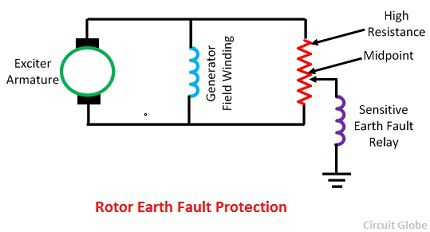 High
Resistance
Midpoint
Exciter
Armature
Generator
Field Winding
Sensitive
Earth Fault
Relay
Rotor Earth Fault Protection
Circuit Globe